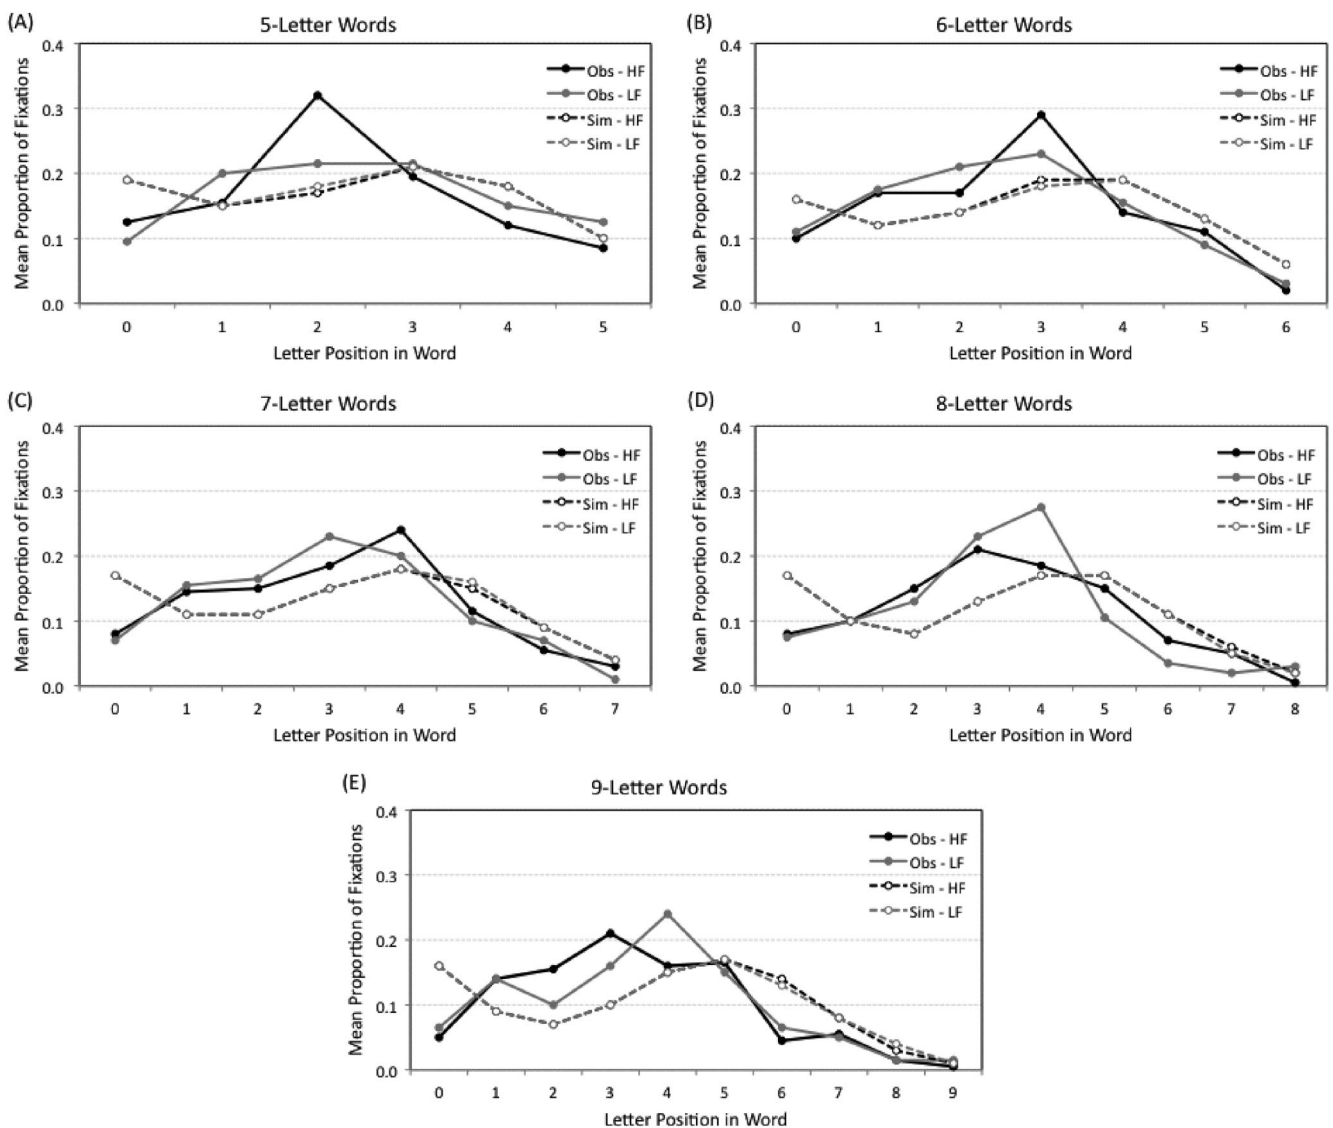 (A)
5-Letter Words
Mean Proportion of Fixations
0.4
0.3
0.2
0.1
0.0
Obs - HF
Obs - LF
Sim - HF
Sim - LF
0 1 2 3 4 5
Letter Position in Word
(B)
6-Letter Words
Mean Proportion of Fixations
0.4
0.3
0.2
0.1
0.0
Obs - HF
Obs - LF
Sim - HF
Sim - LF
0 1 2 3 4 5 6
Letter Position in Word
(C)
7-Letter Words
Mean Proportion of Fixations
0.4
0.3
0.2
0.1
0.0
Obs - HF
Obs - LF
Sim - HF
Sim - LF
0 1 2 3 4 5 6 7
Letter Position in Word
(D)
8-Letter Words
Mean Proportion of Fixations
0.4
0.3
0.2
0.1
0.0
Obs - HF
Obs - LF
Sim - HF
Sim - LF
0 1 2 3 4 5 6 7 8
Letter Position in Word
(E)
9-Letter Words
Mean Proportion of Fixations
0.4
0.3
0.2
0.1
0.0
Obs - HF
Obs - LF
Sim - HF
Sim - LF
0 1 2 3 4 5 6 7 8 9
Letter Position in Word